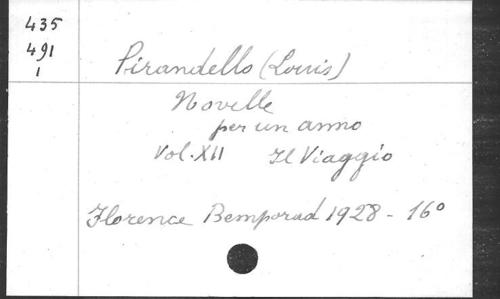 435
491
1
Pirandello (Louis)
Novelle
per un anno
Vol. XII Il Viaggio
Florence Bemporad 1928 - 16°